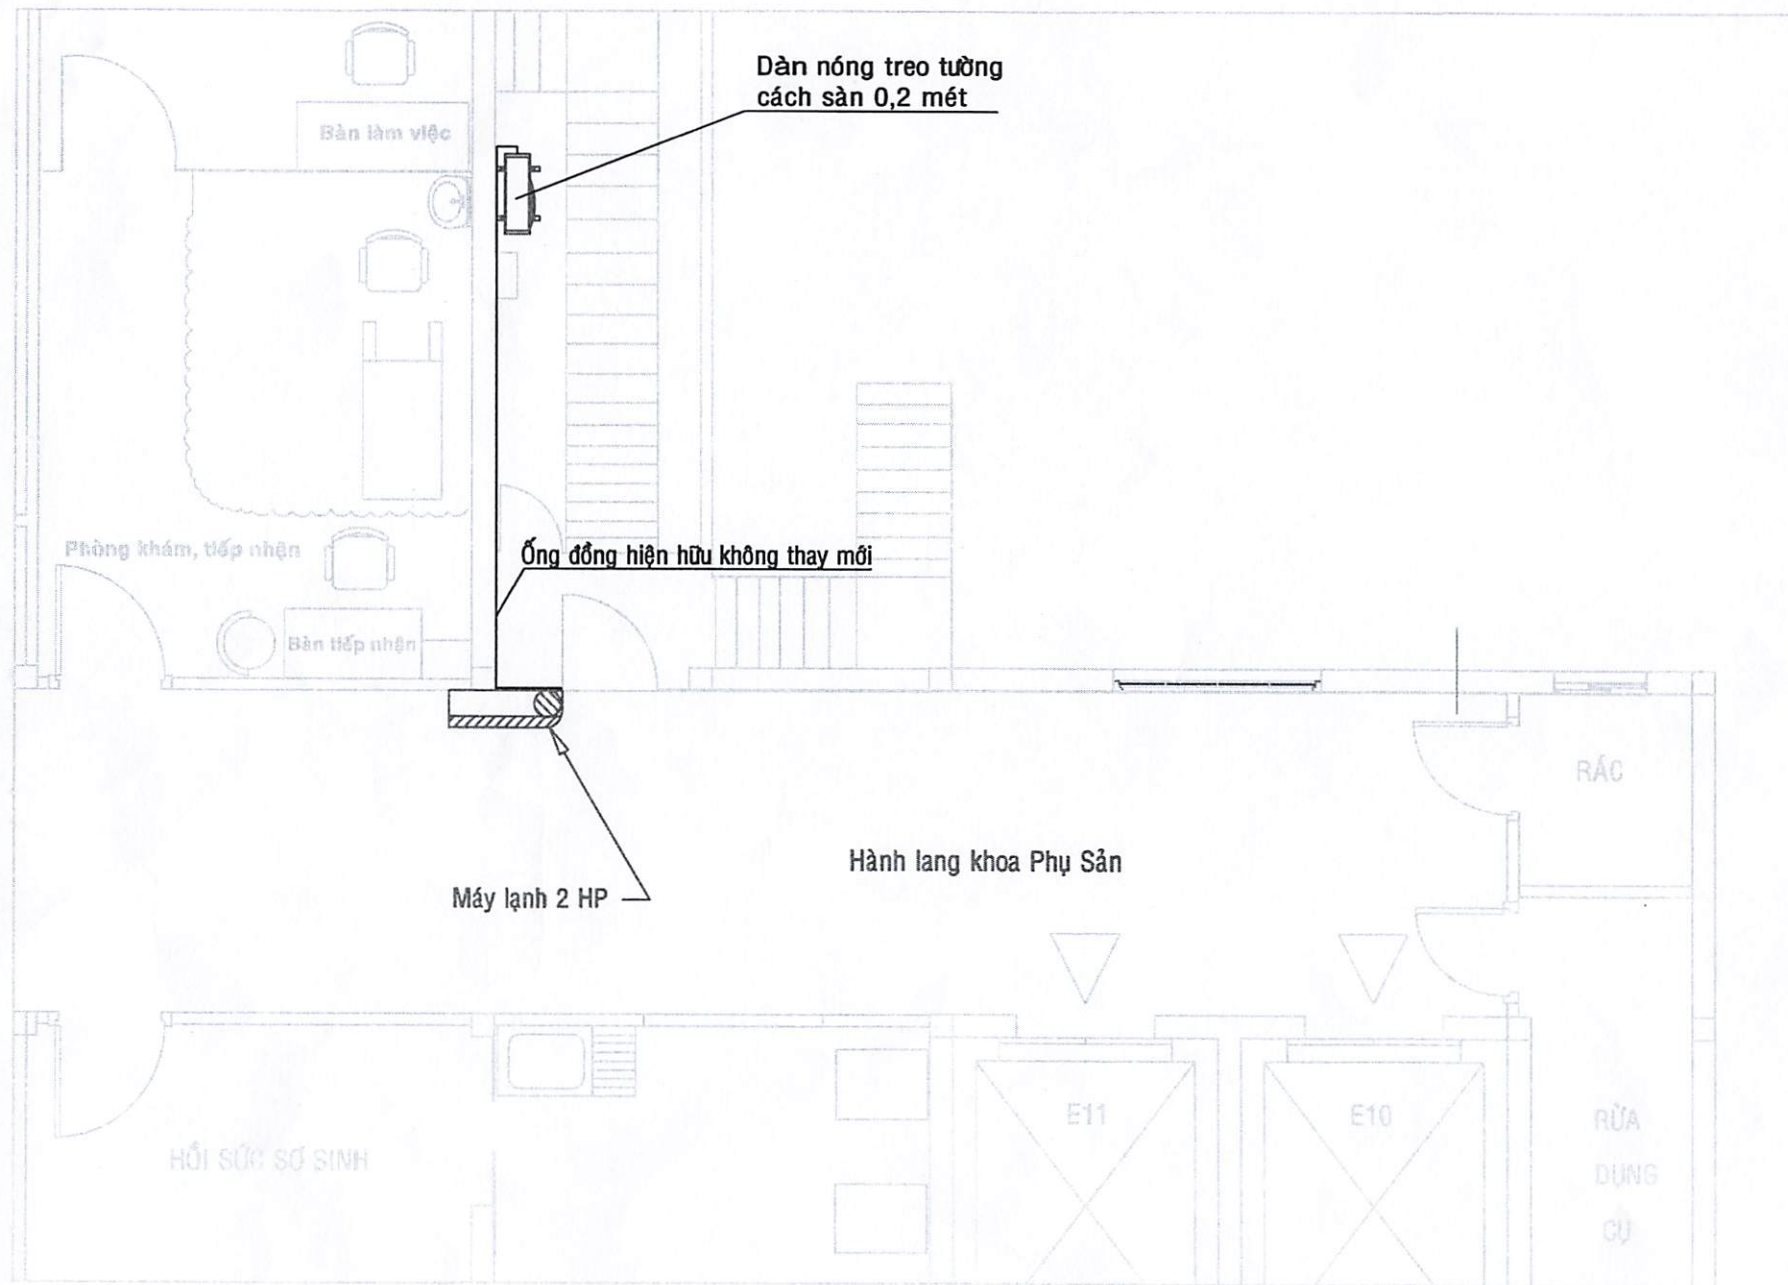 Dàn nóng treo tường
cách sàn 0,2 mét
Bàn làm việc
Ống đồng hiện hữu không thay mới
Phòng khám, tiếp nhận
Bàn tiếp nhận
RÁC
Hành lang khoa Phụ Sản
Máy lạnh 2 HP
E11
E10
RỬA
DỤNG
CỤ
HỒI SỨC SƠ SINH